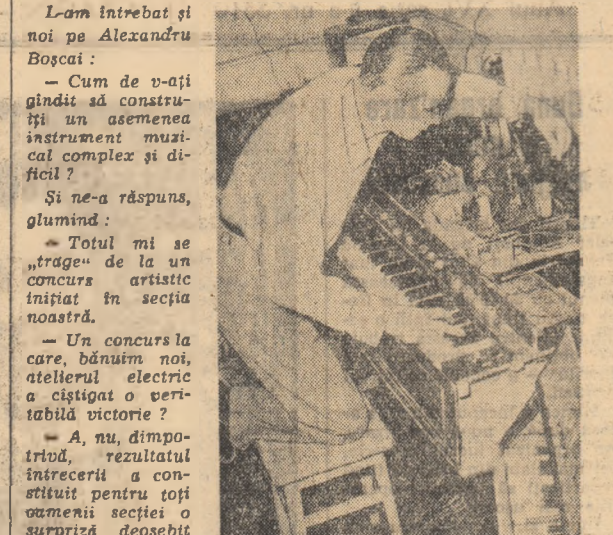 L-am întrebat și
noi pe Alexandru
Boșcai :
— Cum de v-ați
gîndit să constru-
iți un asemenea
instrument muzi-
cal complex și di-
ficil ?
Și ne-a răspuns,
glumind :
— Totul mi se
„trage“ de la un
concurs artistic
inițiat în secția
noastră.
— Un concurs la
care, bănuim noi,
atelierul electric
a cîștigat o veri-
tabilă victorie ?
— A, nu, dimpo-
trivă, rezultatul
întrecerii a con-
stituit pentru toți
oamenii secției o
surpriză deosebit